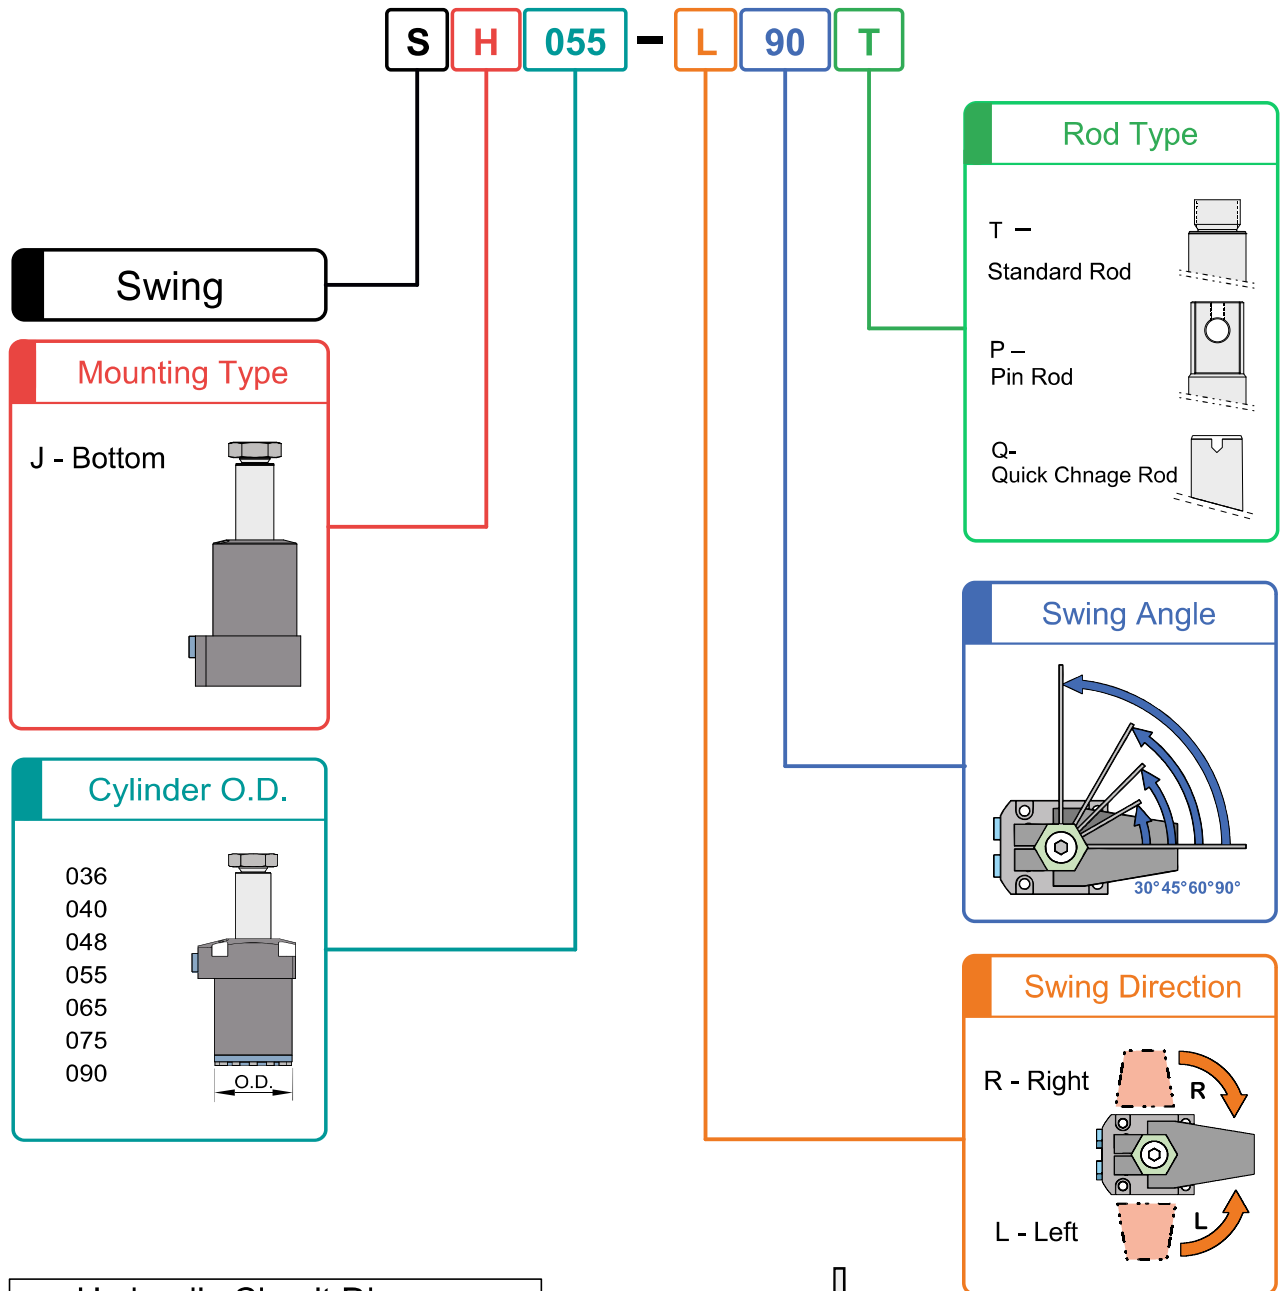 S H 055 - L 90 T
Rod Type
T –
Standard Rod
P –
Pin Rod
Q-
Quick Chnage Rod
Swing
Mounting Type
J - Bottom
Swing Angle
30° 45° 60° 90°
Cylinder O.D.
036
040
048
055
065
075
090
O.D.
Swing Direction
R - Right
R
L - Left
L